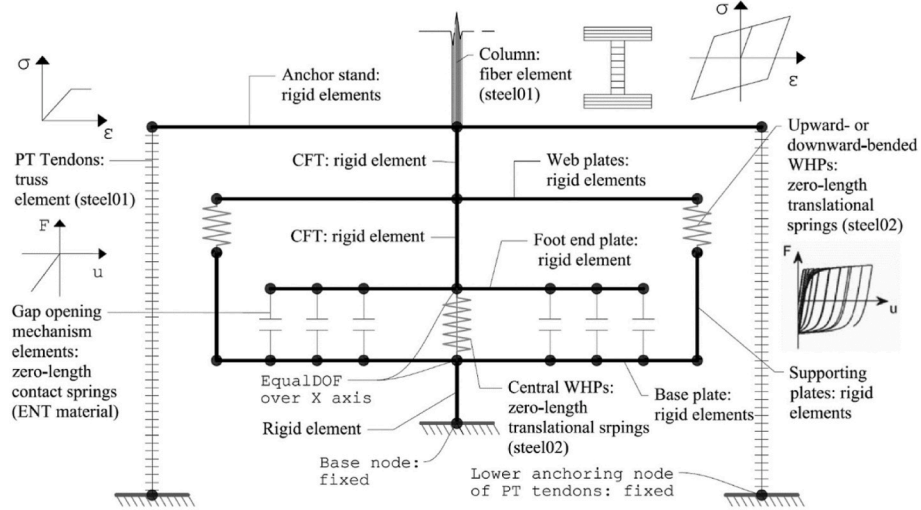 σ
ε
Anchor stand:
rigid elements
Column:
fiber element
(steel01)
σ
ε
PT Tendons:
truss
element (steel01)
CFT: rigid element
Web plates:
rigid elements
Upward- or
downward-bended
WHPs:
zero-length
translational
springs (steel02)
F
u
CFT: rigid element
Foot end plate:
rigid element
F
u
Gap opening
mechanism
elements:
zero-length
contact springs
(ENT material)
EqualDOF
over X axis
Rigid element
Central WHPs:
zero-length
translational srpings
(steel02)
Base plate:
rigid elements
Supporting
plates: rigid
elements
Base node:
fixed
Lower anchoring node
of PT tendons: fixed